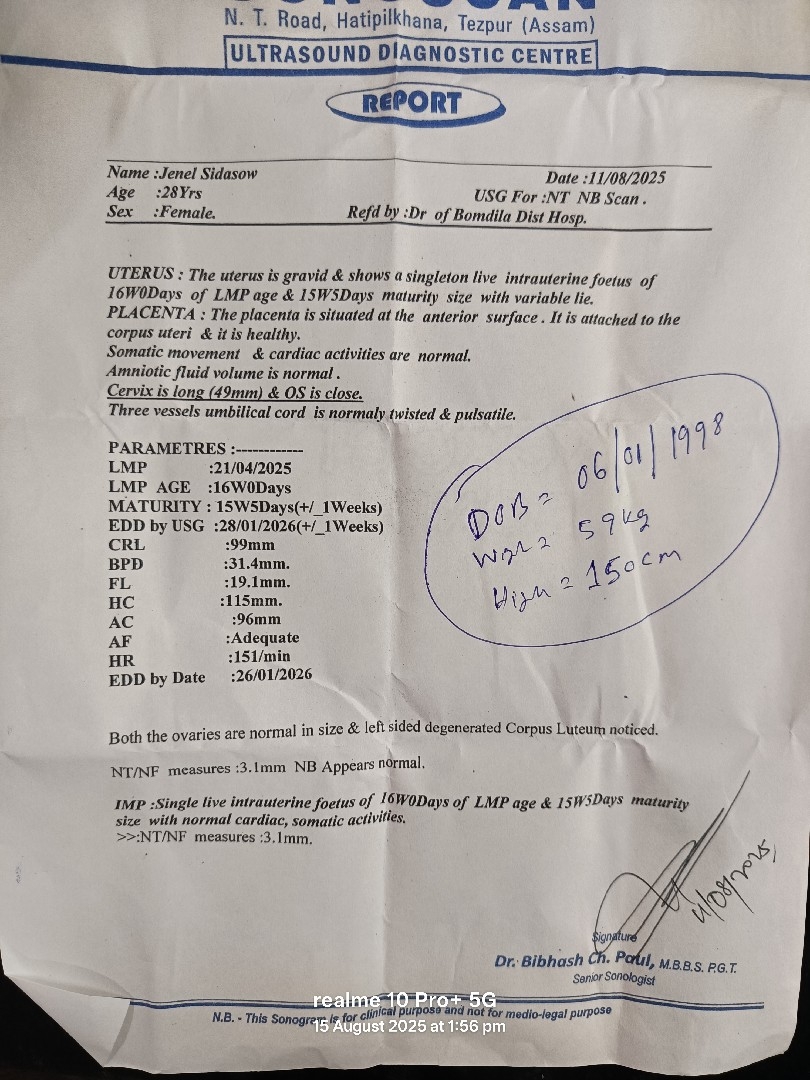 N. T. Road, Hatipilkhana, Tezpur (Assam)
ULTRASOUND DIAGNOSTIC CENTRE
REPORT
Name :Jenel Sidasow
Date :11/08/2025
Age :28Yrs
USG For :NT NB Scan .
Sex :Female.
Refd by :Dr of Bomdila Dist Hosp.
UTERUS : The uterus is gravid & shows a singleton live intrauterine foetus of
16W0Days of LMP age & 15W5Days maturity size with variable lie.
PLACENTA : The placenta is situated at the anterior surface . It is attached to the
corpus uteri & it is healthy.
Somatic movement & cardiac activities are normal.
Amniotic fluid volume is normal .
Cervix is long (49mm) & OS is close.
Three vessels umbilical cord is normaly twisted & pulsatile.
PARAMETRES :------------
LMP :21/04/2025
LMP AGE :16W0Days
MATURITY : 15W5Days(+/_1Weeks)
EDD by USG :28/01/2026(+/_1Weeks)
CRL :99mm
BPD :31.4mm.
FL :19.1mm.
HC :115mm.
AC :96mm
AF :Adequate
HR :151/min
EDD by Date :26/01/2026
DOB = 06/01/1998
= 59kg
= 150cm
Both the ovaries are normal in size & left sided degenerated Corpus Luteum noticed.
NT/NF measures :3.1mm NB Appears normal.
IMP :Single live intrauterine foetus of 16W0Days of LMP age & 15W5Days maturity
size with normal cardiac, somatic activities.
>>:NT/NF measures :3.1mm.
11/08/2025,
Signature
Dr. Bibhash Ch. Paul, M.B.B.S. P.G.T.
Senior Sonologist
N.B. - This Sonogram is for clinical purpose and not for medio-legal purpose
realme 10 Pro+ 5G
15 August 2025 at 1:56 pm